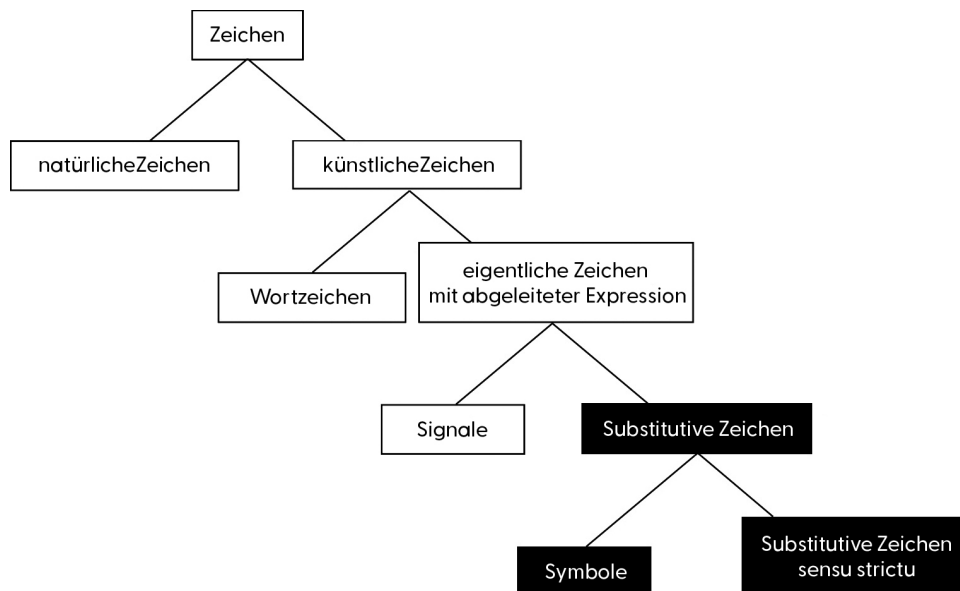 Zeichen
natürlicheZeichen
künstlicheZeichen
Wortzeichen
eigentliche Zeichen
mit abgeleiteter Expression
Signale
Substitutive Zeichen
Symbole
Substitutive Zeichen
sensu strictu